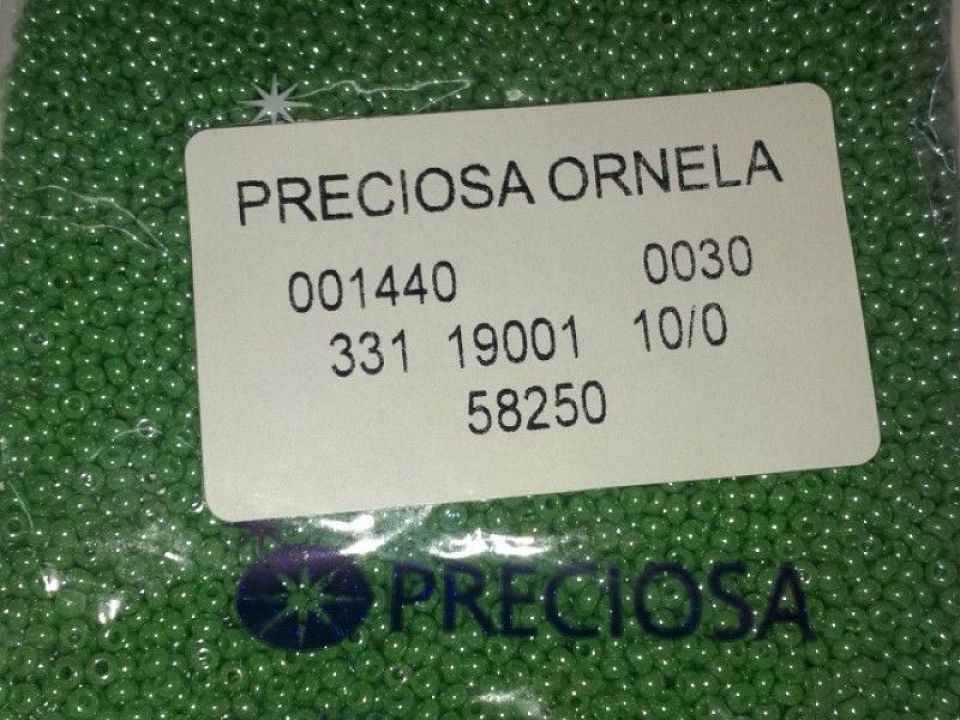 PRECIOSA ORNELA
001440 0030
331 19001 10/0
58250
PRECIOSA